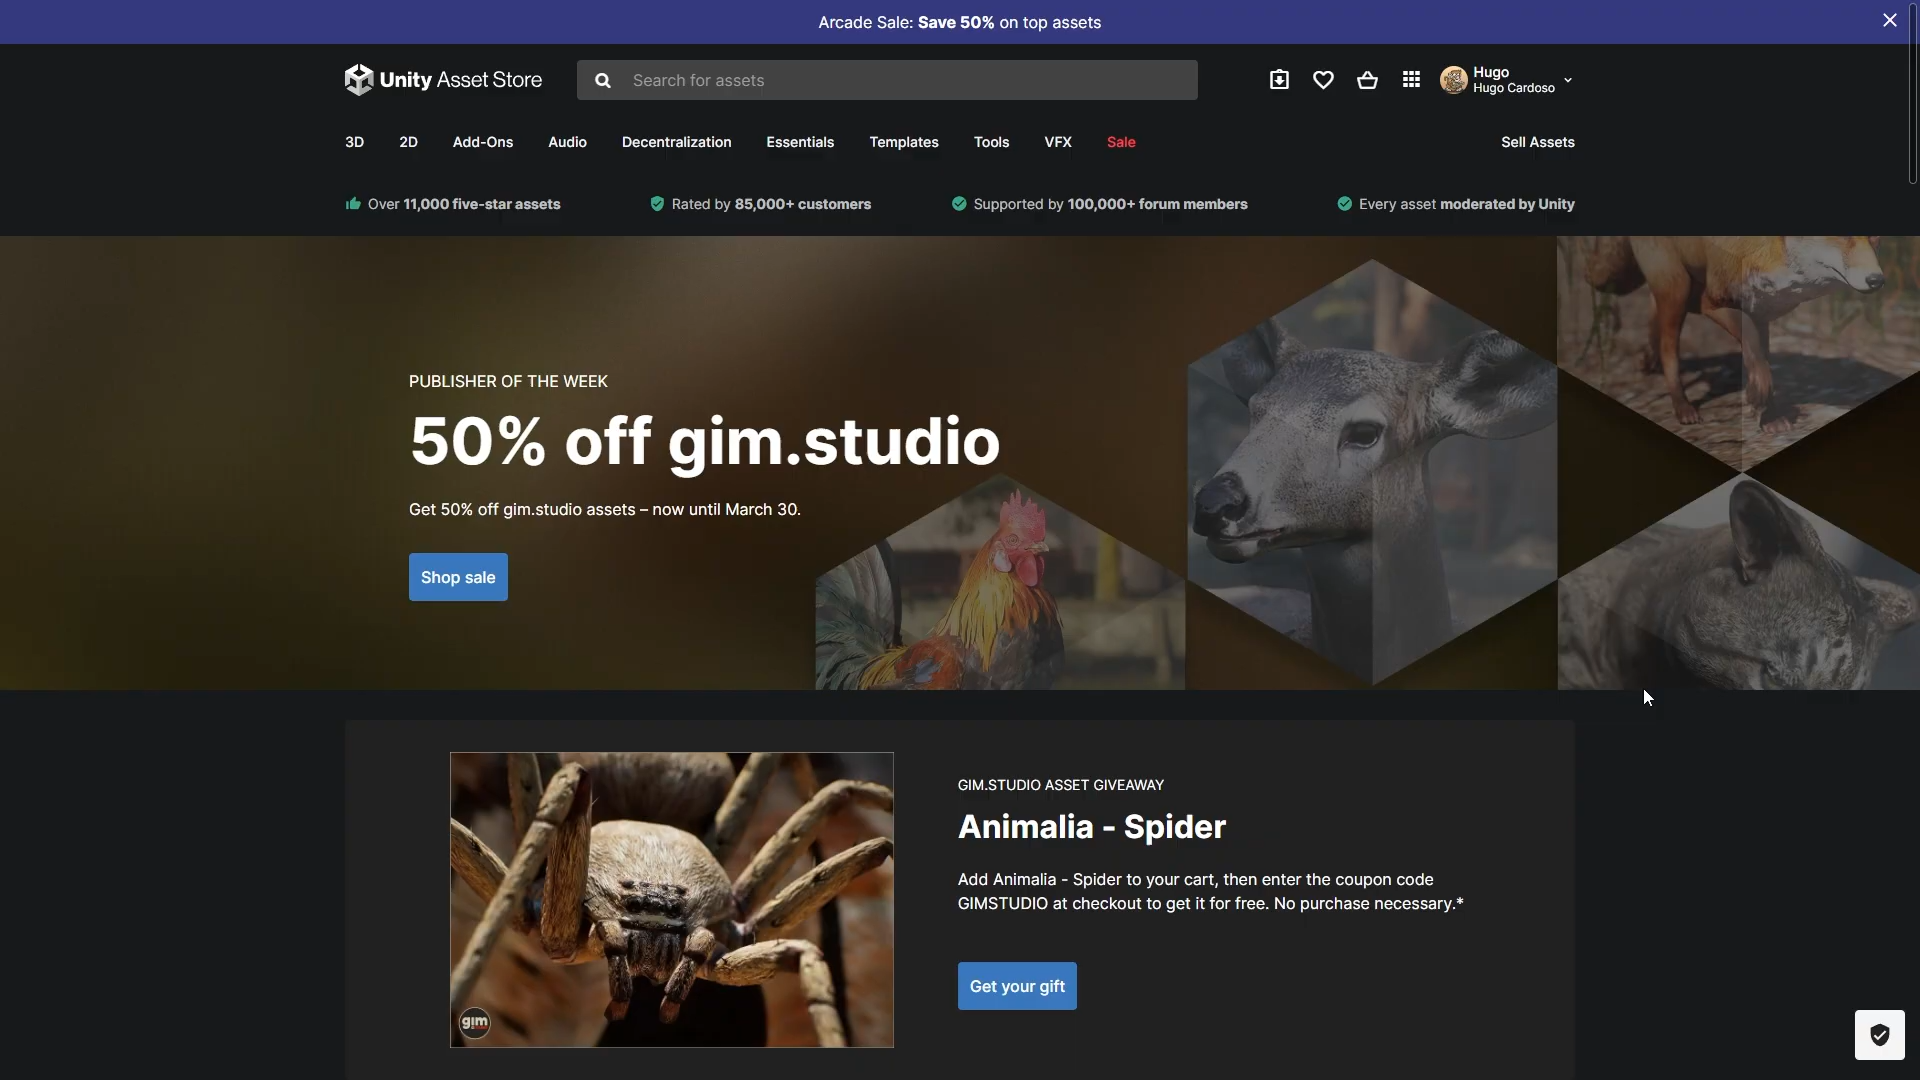 Arcade Sale: Save 50% on top assets
Unity Asset Store
Search for assets
Hugo
Hugo Cardoso
3D 2D Add-Ons Audio Decentralization Essentials Templates Tools VFX Sale Sell Assets
Over 11,000 five-star assets Rated by 85,000+ customers Supported by 100,000+ forum members Every asset moderated by Unity
PUBLISHER OF THE WEEK
50% off gim.studio
Get 50% off gim.studio assets – now until March 30.
Shop sale
GIM.STUDIO ASSET GIVEAWAY
Animalia - Spider
Add Animalia - Spider to your cart, then enter the coupon code
GIMSTUDIO at checkout to get it for free. No purchase necessary.*
Get your gift
gim